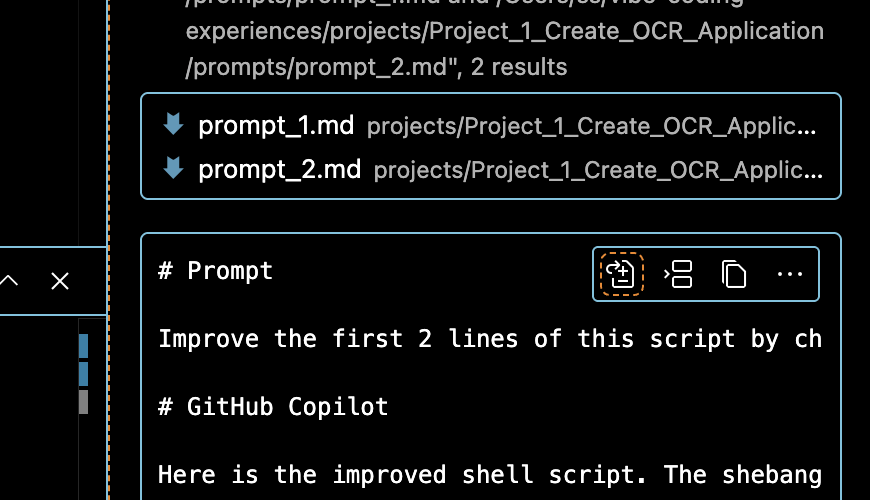 experiences/projects/Project_1_Create_OCR_Application
/prompts/prompt_2.md", 2 results
prompt_1.md projects/Project_1_Create_OCR_Applic...
prompt_2.md projects/Project_1_Create_OCR_Applic...
# Prompt
Improve the first 2 lines of this script by ch
# GitHub Copilot
Here is the improved shell script. The shebang